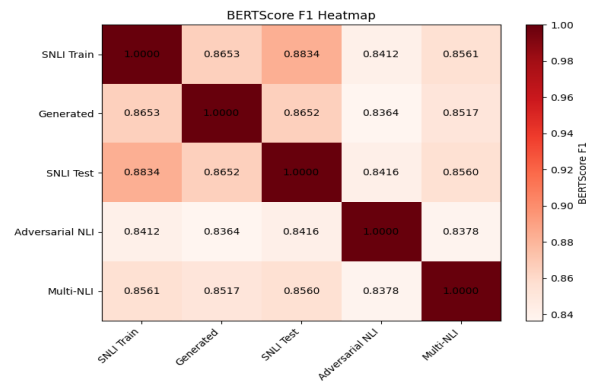 BERTScore F1 Heatmap
SNLI Train 1.0000 0.8653 0.8834 0.8412 0.8561
Generated 0.8653 1.0000 0.8652 0.8364 0.8517
SNLI Test 0.8834 0.8652 1.0000 0.8416 0.8560
Adversarial NLI 0.8412 0.8364 0.8416 1.0000 0.8378
Multi-NLI 0.8561 0.8517 0.8560 0.8378 1.0000
SNLI Train
Generated
SNLI Test
Adversarial NLI
Multi-NLI
1.00
0.98
0.96
0.94
0.92
0.90
0.88
0.86
0.84
BERTScore F1